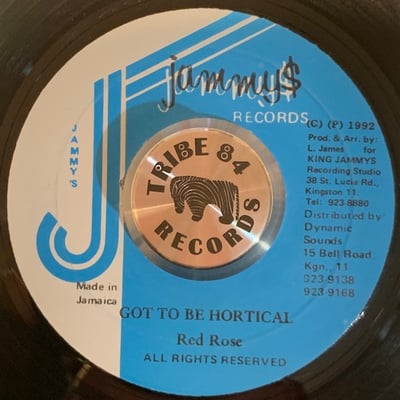 jammy$
RECORDS
JAMMY'S
(C) (P) 1992
Prod. & Arr. by:
L. James for
KING JAMMYS
Recording Studio
38 St. Lucia Rd.,
Kingston 11.
Tel: 923-8880
Distributed by
Dynamic
Sounds
15 Bell Road,
Kgn., 11
923-9138
923-9168
TRIBE 84
RECORDS
Made in
Jamaica
GOT TO BE HORTICAL
Red Rose
ALL RIGHTS RESERVED